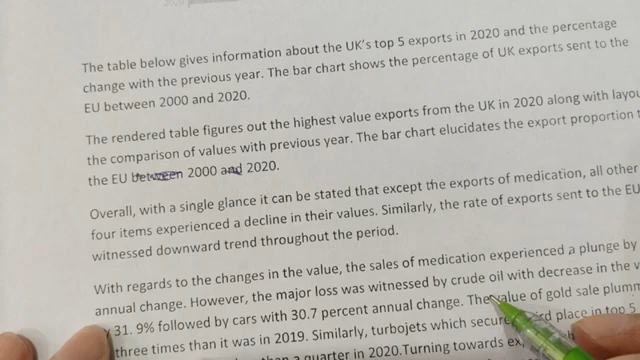 The table below gives information about the UK's top 5 exports in 2020 and the percentage
change with the previous year. The bar chart shows the percentage of UK exports sent to the
EU between 2000 and 2020.
The rendered table figures out the highest value exports from the UK in 2020 along with
the comparison of values with previous year. The bar chart elucidates the export proportion
the EU between 2000 and 2020.
Overall, with a single glance it can be stated that except the exports of medication, all other
four items experienced a decline in their values. Similarly, the rate of exports sent to the EU
witnessed downward trend throughout the period.
With regards to the changes in the value, the sales of medication experienced a plunge by
annual change. However, the major loss was witnessed by crude oil with decrease in the
31. 9% followed by cars with 30.7 percent annual change. The value of gold sale
three times than it was in 2019. Similarly, turbojets which place in top 5
a quarter in 2020.Turning towards